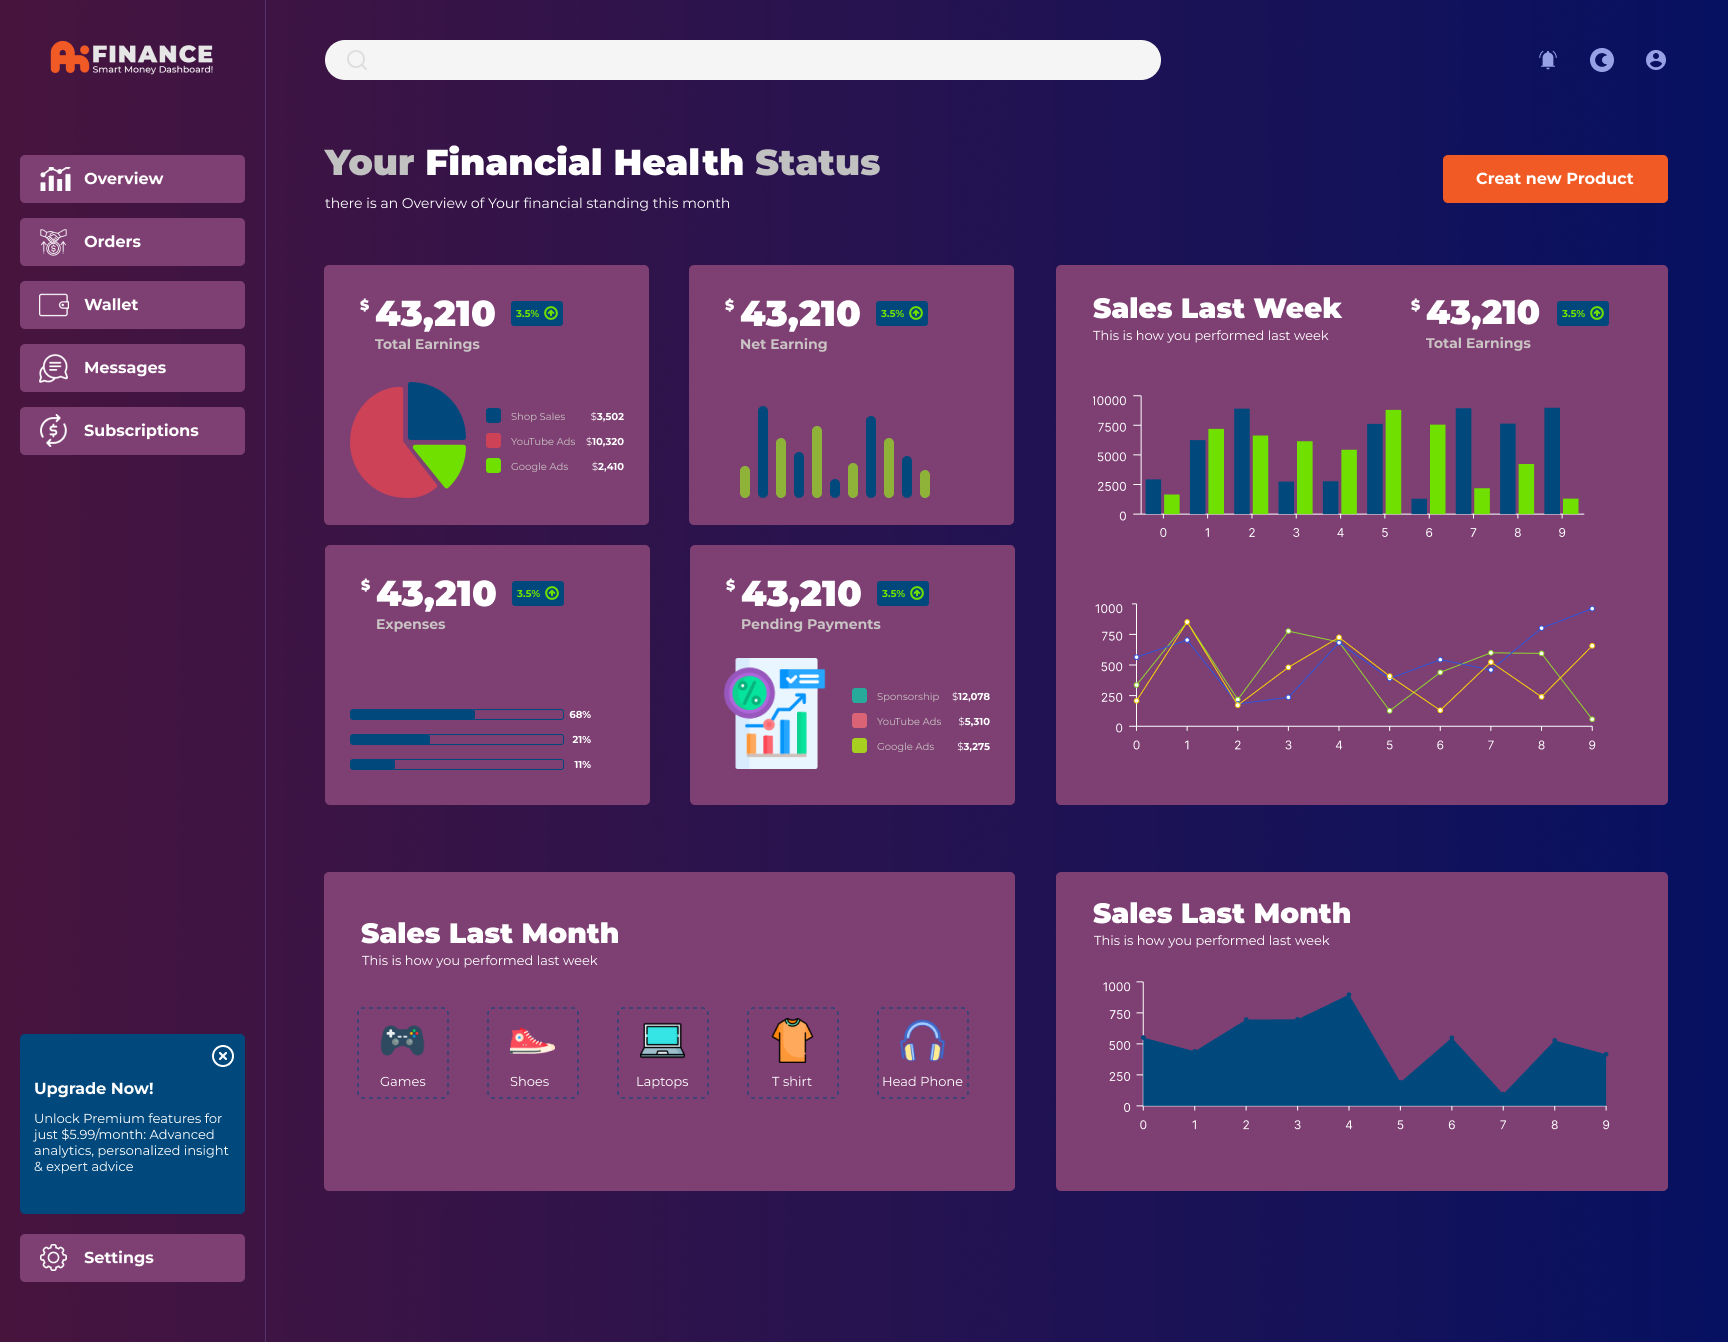 FINANCE
Smart Money Dashboard!
Overview
Orders
Wallet
Messages
Subscriptions
Upgrade Now!
Unlock Premium features for
just $5.99/month: Advanced
analytics, personalized insight
& expert advice
Settings
Your Financial Health Status
there is an Overview of Your financial standing this month
Creat new Product
$ 43,210 3.5%
Total Earnings
Shop Sales $3,502
YouTube Ads $10,320
Google Ads $2,410
$ 43,210 3.5%
Net Earning
$ 43,210 3.5%
Expenses
68%
21%
11%
$ 43,210 3.5%
Pending Payments
%
Sponsorship $12,078
YouTube Ads $5,310
Google Ads $3,275
Sales Last Week
This is how you performed last week
$ 43,210 3.5%
Total Earnings
10000
7500
5000
2500
0
0 1 2 3 4 5 6 7 8 9
1000
750
500
250
0
0 1 2 3 4 5 6 7 8 9
Sales Last Month
This is how you performed last week
Games
Shoes
Laptops
T shirt
Head Phone
Sales Last Month
This is how you performed last week
1000
750
500
250
0
0 1 2 3 4 5 6 7 8 9